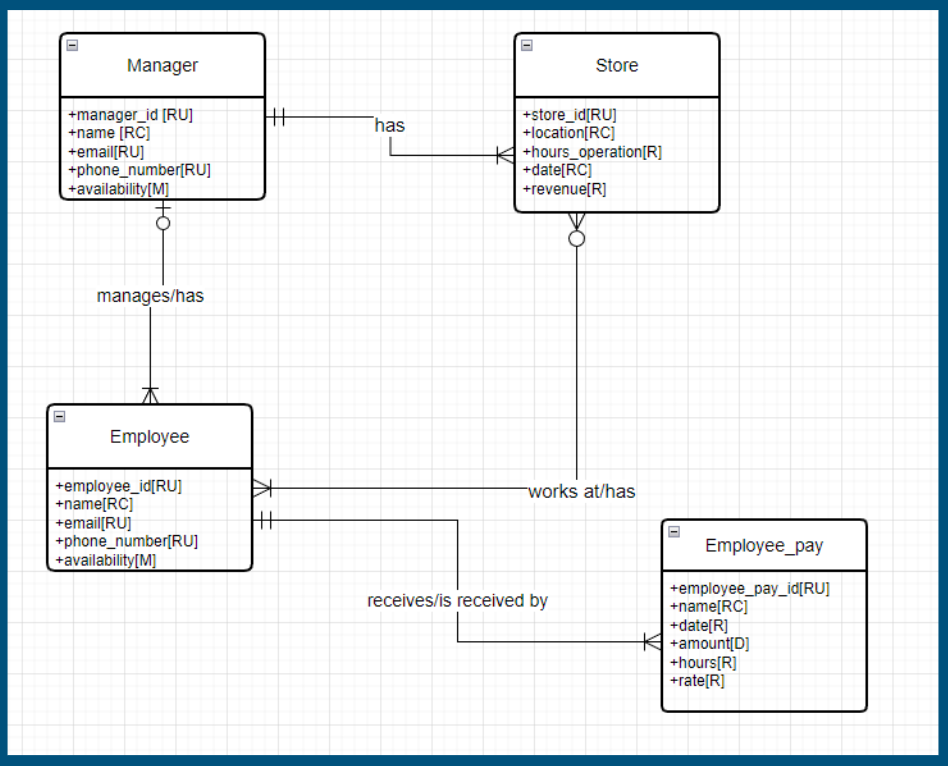 Manager
+manager_id [RU]
+name [RC]
+email[RU]
+phone_number[RU]
+availability[M]
has
Store
+store_id[RU]
+location[RC]
+hours_operation[R]
+date[RC]
+revenue[R]
manages/has
Employee
+employee_id[RU]
+name[RC]
+email[RU]
+phone_number[RU]
+availability[M]
works at/has
receives/is received by
Employee_pay
+employee_pay_id[RU]
+name[RC]
+date[R]
+amount[D]
+hours[R]
+rate[R]